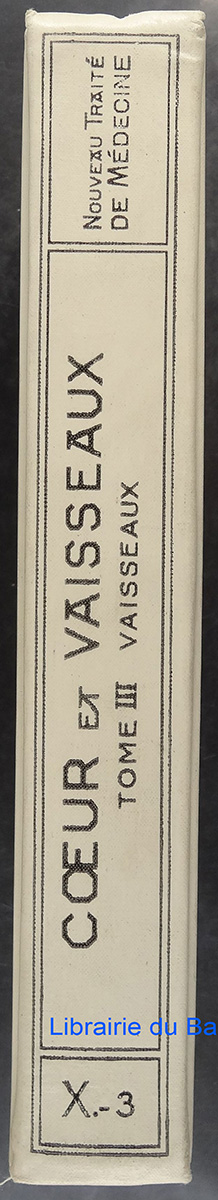 NOUVEAU TRAITÉ
DE MÉDECINE
CŒUR ET VAISSEAUX
TOME III VAISSEAUX
X.-3
Librairie du Ba